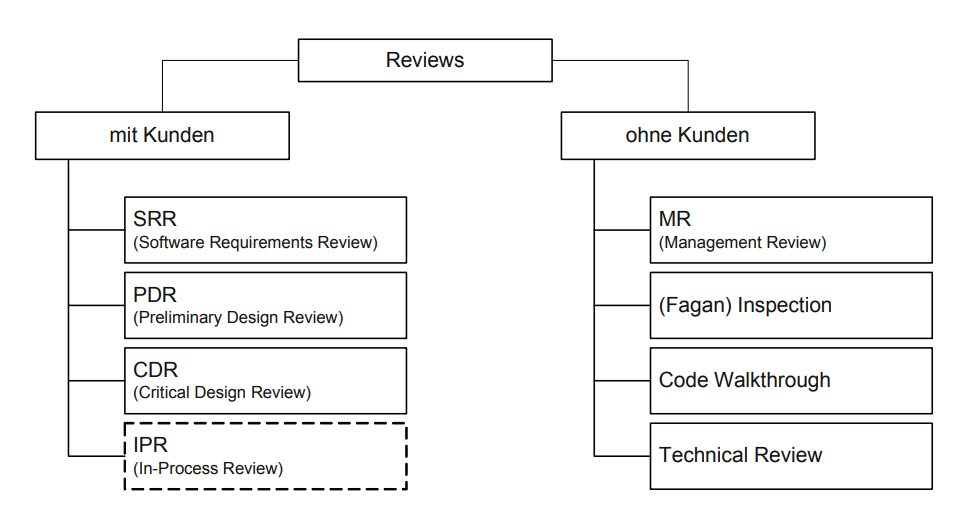 Reviews
mit Kunden
SRR
(Software Requirements Review)
PDR
(Preliminary Design Review)
CDR
(Critical Design Review)
IPR
(In-Process Review)
ohne Kunden
MR
(Management Review)
(Fagan) Inspection
Code Walkthrough
Technical Review